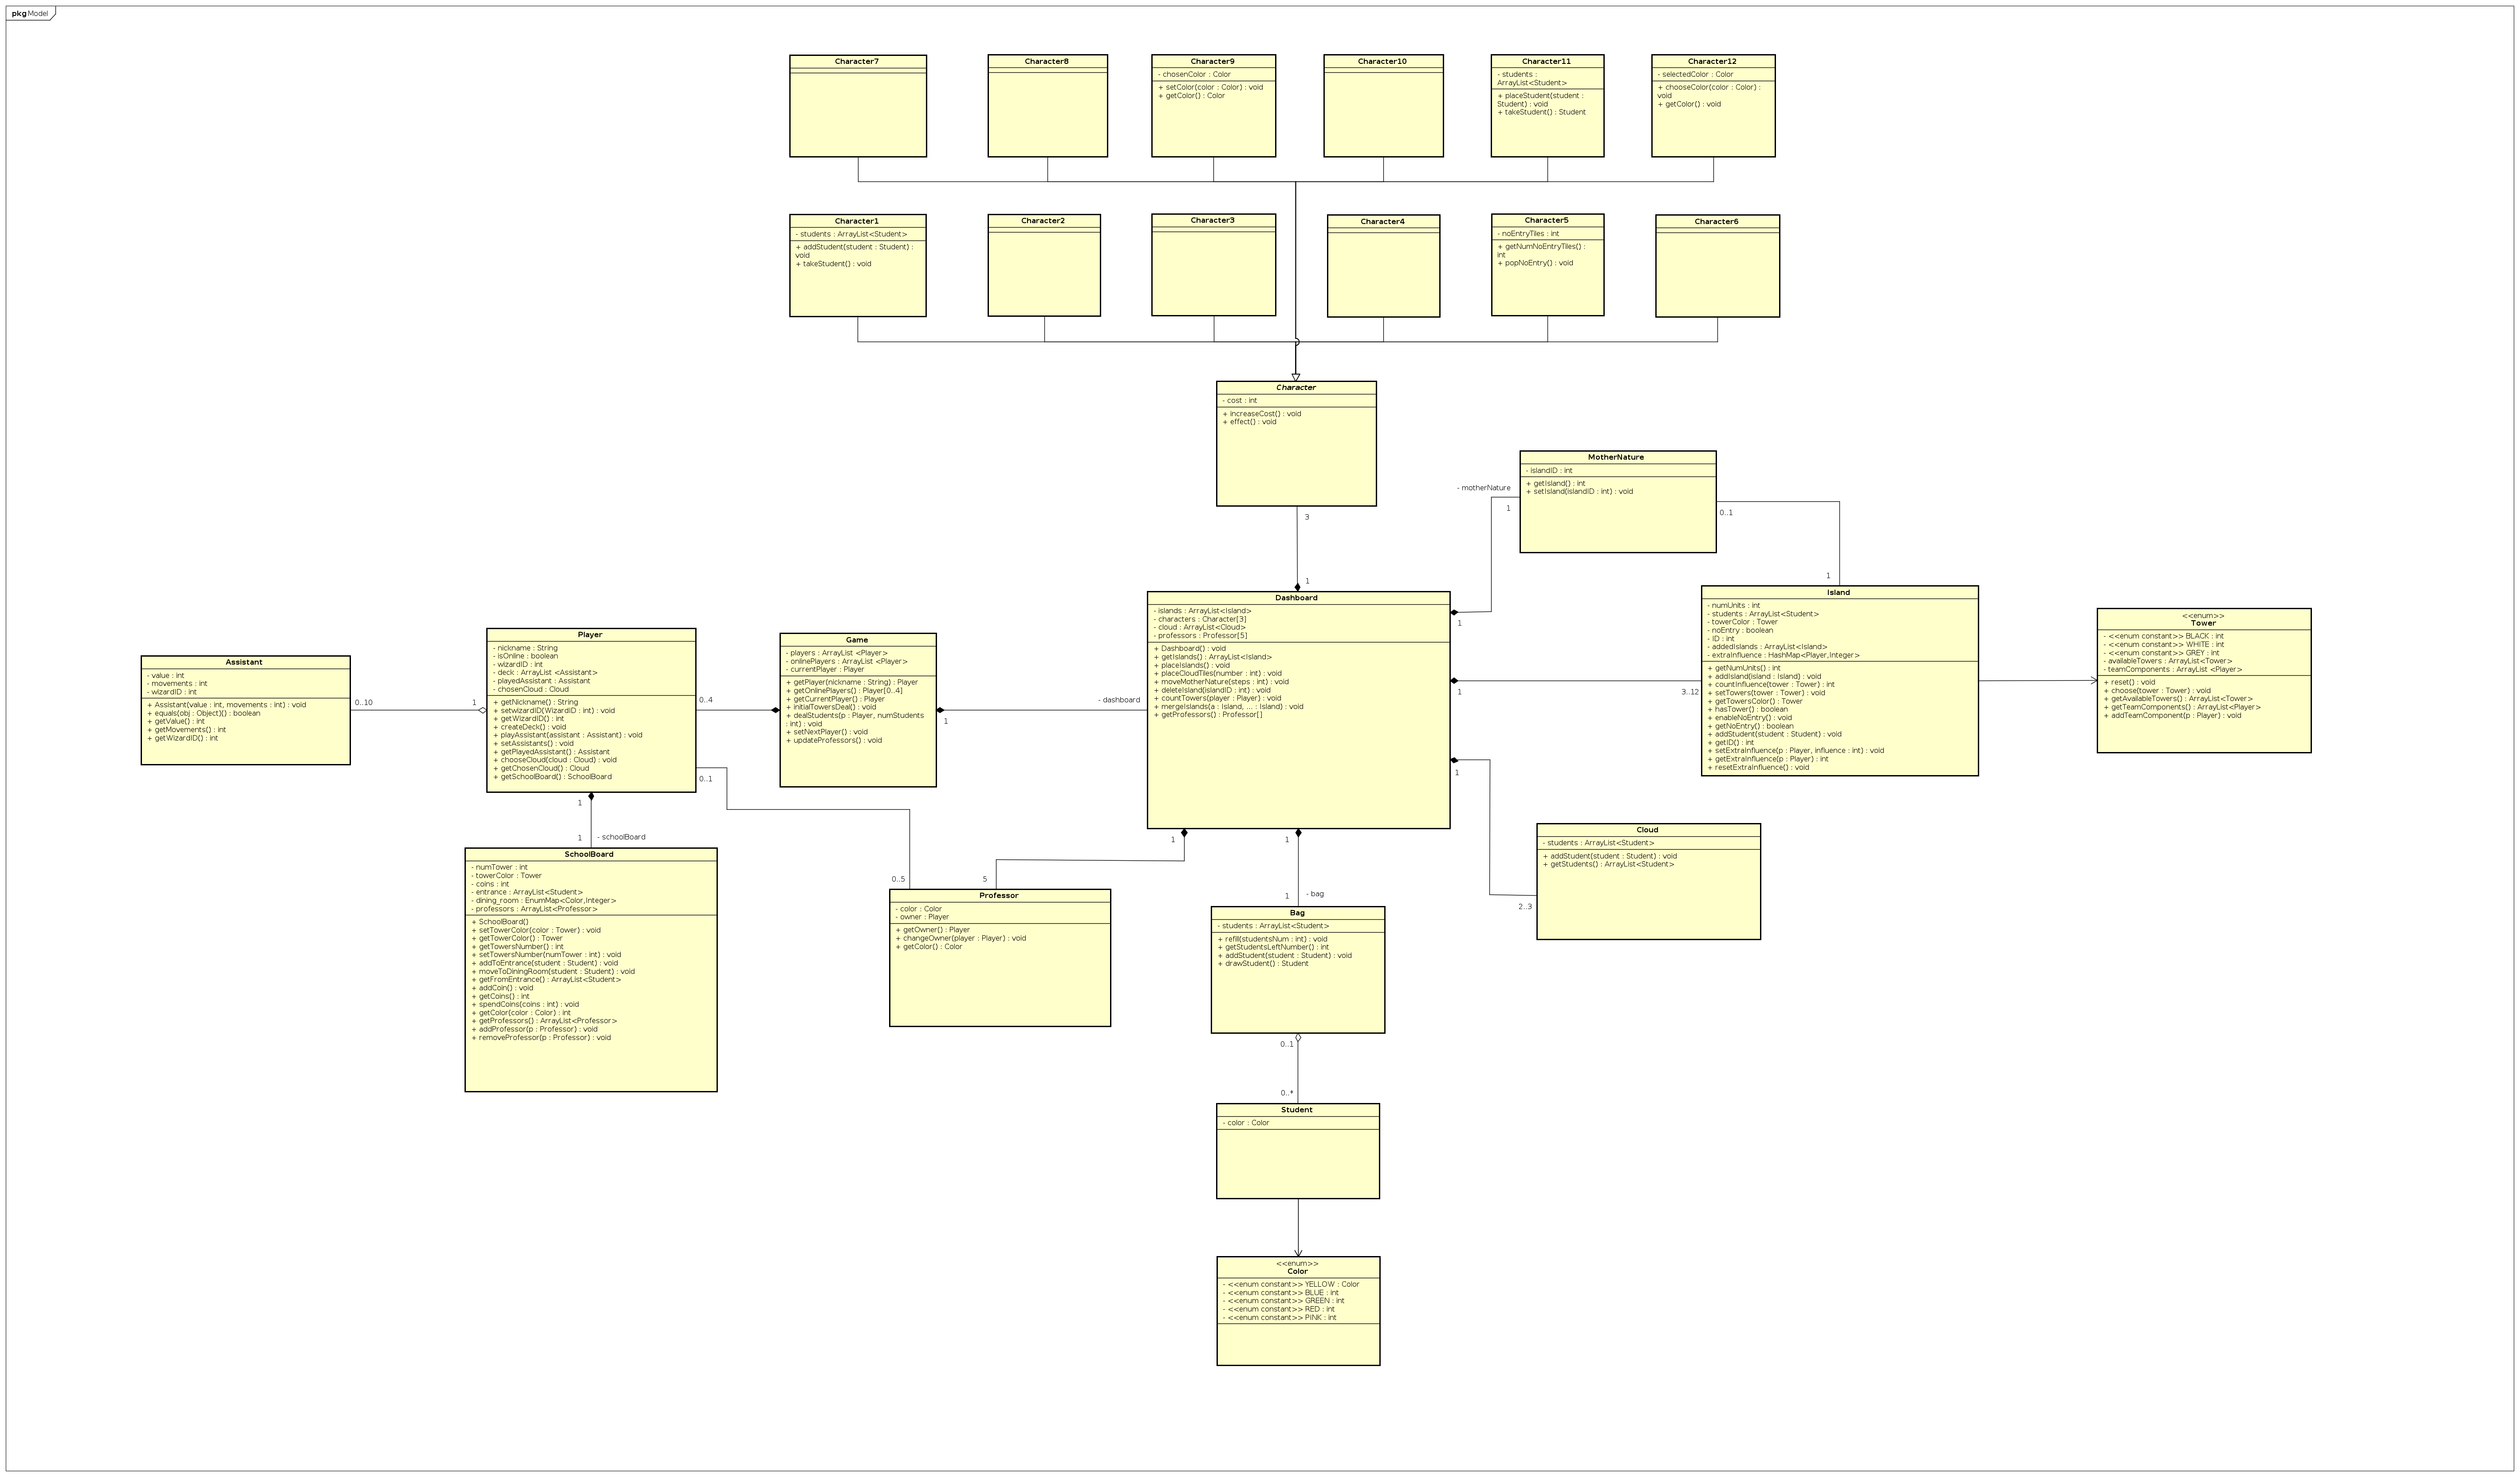 pkg Model
Character7
Character8
Character9
- chosenColor : Color
+ setColor(color : Color) : void
+ getColor() : Color
Character10
Character11
- students :
ArrayList<Student>
+ placeStudent(student :
Student) : void
+ takeStudent() : Student
Character12
- selectedColor : Color
+ chooseColor(color : Color) :
void
+ getColor() : void
Character1
- students : ArrayList<Student>
+ addStudent(student : Student) :
void
+ takeStudent() : void
Character2
Character3
Character4
Character5
- noEntryTiles : int
+ getNumNoEntryTiles() :
int
+ popNoEntry() : void
Character6
Character
- cost : int
+ increaseCost() : void
+ effect() : void
3
1
MotherNature
- islandID : int
+ getIsland() : int
+ setIsland(islandID : int) : void
- motherNature
1
0..1
1
1
Assistant
- value : int
- movements : int
- wizardID : int
+ Assistant(value : int, movements : int) : void
+ equals(obj : Object)() : boolean
+ getValue() : int
+ getMovements() : int
+ getWizardID() : int
0..10
1
Player
- nickname : String
- isOnline : boolean
- wizardID : int
- deck : ArrayList <Assistant>
- playedAssistant : Assistant
- chosenCloud : Cloud
+ getNickname() : String
+ setwizardID(WizardID : int) : void
+ getWizardID() : int
+ createDeck() : void
+ playAssistant(assistant : Assistant) : void
+ setAssistants() : void
+ getPlayedAssistant() : Assistant
+ chooseCloud(cloud : Cloud) : void
+ getChosenCloud() : Cloud
+ getSchoolBoard() : SchoolBoard
0..4
0..1
1
1
- schoolBoard
Game
- players : ArrayList <Player>
- onlinePlayers : ArrayList <Player>
- currentPlayer : Player
+ getPlayer(nickname : String) : Player
+ getOnlinePlayers() : Player[0..4]
+ getCurrentPlayer() : Player
+ initialTowersDeal() : void
+ dealStudents(p : Player, numStudents
: int) : void
+ setNextPlayer() : void
+ updateProfessors() : void
1
- dashboard
Dashboard
- islands : ArrayList<Island>
- characters : Character[3]
- cloud : ArrayList<Cloud>
- professors : Professor[5]
+ Dashboard() : void
+ getIslands() : ArrayList<Island>
+ placeIslands() : void
+ placeCloudTiles(number : int) : void
+ moveMotherNature(steps : int) : void
+ deleteIsland(islandID : int) : void
+ countTowers(player : Player) : void
+ mergeIslands(a : Island, ... : Island) : void
+ getProfessors() : Professor[]
1
3..12
Island
- numUnits : int
- students : ArrayList<Student>
- towerColor : Tower
- noEntry : boolean
- ID : int
- addedIslands : ArrayList<Island>
- extraInfluence : HashMap<Player,Integer>
+ getNumUnits() : int
+ addIsland(island : Island) : void
+ countInfluence(tower : Tower) : int
+ setTowers(tower : Tower) : void
+ getTowersColor() : Tower
+ hasTower() : boolean
+ enableNoEntry() : void
+ getNoEntry() : boolean
+ addStudent(student : Student) : void
+ getID() : int
+ setExtraInfluence(p : Player, influence : int) : void
+ getExtraInfluence(p : Player) : int
+ resetExtraInfluence() : void
<<enum>>
Tower
- <<enum constant>> BLACK : int
- <<enum constant>> WHITE : int
- <<enum constant>> GREY : int
- availableTowers : ArrayList<Tower>
- teamComponents : ArrayList <Player>
+ reset() : void
+ choose(tower : Tower) : void
+ getAvailableTowers() : ArrayList<Tower>
+ getTeamComponents() : ArrayList<Player>
+ addTeamComponent(p : Player) : void
1
2..3
Cloud
- students : ArrayList<Student>
+ addStudent(student : Student) : void
+ getStudents() : ArrayList<Student>
SchoolBoard
- numTower : int
- towerColor : Tower
- coins : int
- entrance : ArrayList<Student>
- dining_room : EnumMap<Color,Integer>
- professors : ArrayList<Professor>
+ SchoolBoard()
+ setTowerColor(color : Tower) : void
+ getTowerColor() : Tower
+ getTowersNumber() : int
+ setTowersNumber(numTower : int) : void
+ addToEntrance(student : Student) : void
+ moveToDiningRoom(student : Student) : void
+ getFromEntrance() : ArrayList<Student>
+ addCoin() : void
+ getCoins() : int
+ spendCoins(coins : int) : void
+ getColor(color : Color) : int
+ getProfessors() : ArrayList<Professor>
+ addProfessor(p : Professor) : void
+ removeProfessor(p : Professor) : void
0..5
5
1
Professor
- color : Color
- owner : Player
+ getOwner() : Player
+ changeOwner(player : Player) : void
+ getColor() : Color
1
1
- bag
Bag
- students : ArrayList<Student>
+ refill(studentsNum : int) : void
+ getStudentsLeftNumber() : int
+ addStudent(student : Student) : void
+ drawStudent() : Student
0..1
0..*
Student
- color : Color
<<enum>>
Color
- <<enum constant>> YELLOW : Color
- <<enum constant>> BLUE : int
- <<enum constant>> GREEN : int
- <<enum constant>> RED : int
- <<enum constant>> PINK : int